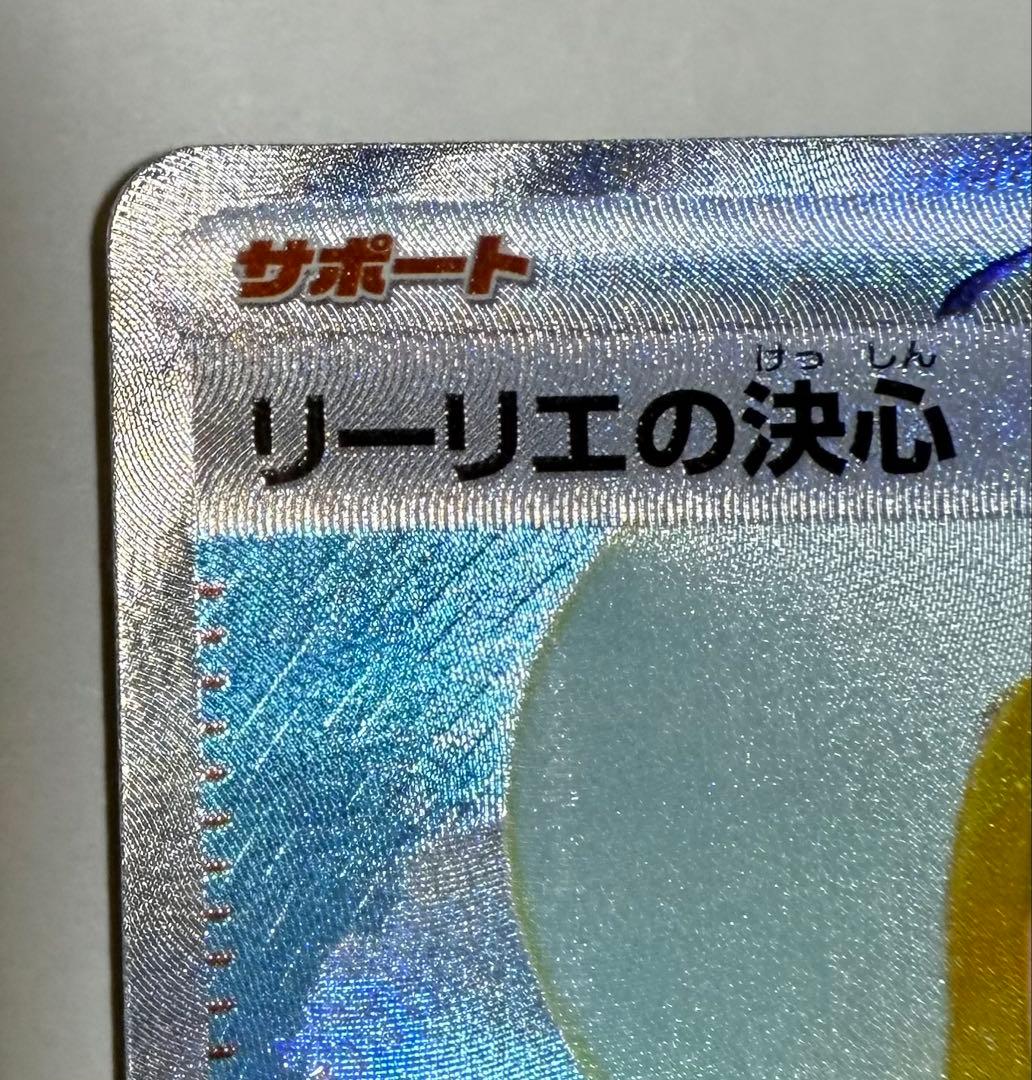 サポート
けっ しん
リーリエの決心